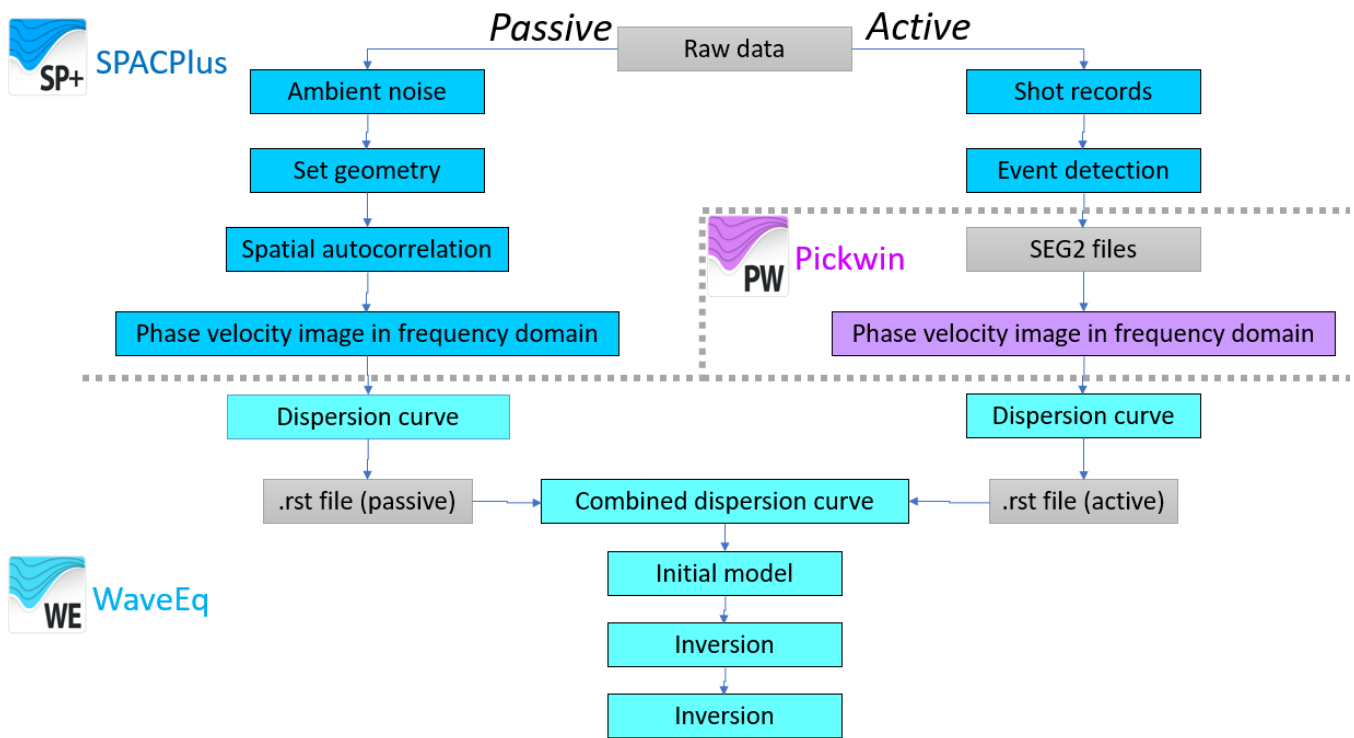 Passive
Raw data
Active
SP+
SPACPlus
Ambient noise
Shot records
Set geometry
Event detection
Spatial autocorrelation
PW
Pickwin
SEG2 files
Phase velocity image in frequency domain
Phase velocity image in frequency domain
Dispersion curve
Dispersion curve
.rst file (passive)
Combined dispersion curve
.rst file (active)
WE
WaveEq
Initial model
Inversion
Inversion